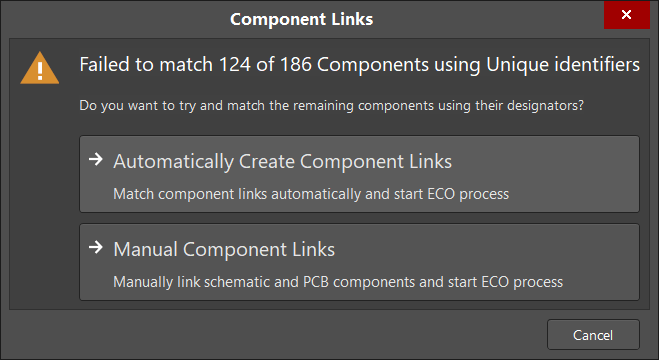 Component Links
Failed to match 124 of 186 Components using Unique identifiers
Do you want to try and match the remaining components using their designators?
Automatically Create Component Links
Match component links automatically and start ECO process
Manual Component Links
Manually link schematic and PCB components and start ECO process
Cancel